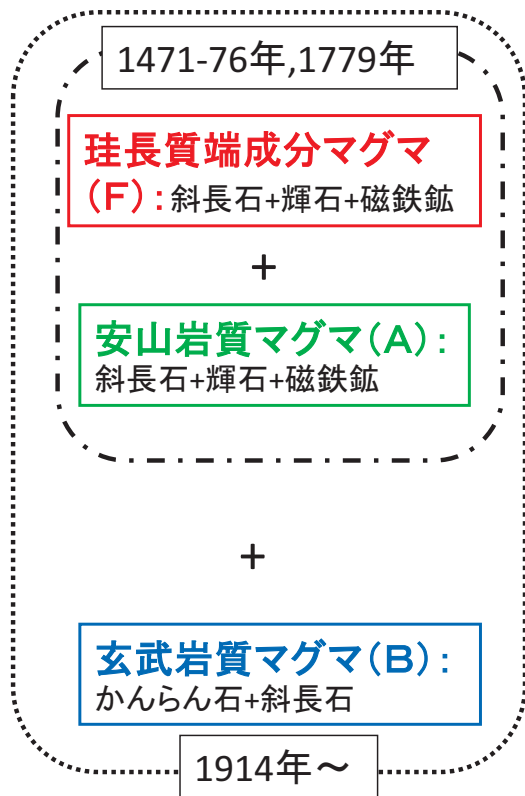 1471-76年,1779年
珪長質端成分マグマ
(F):斜長石+輝石+磁鉄鉱
+
安山岩質マグマ(A):
斜長石+輝石+磁鉄鉱
+
玄武岩質マグマ(B):
かんらん石+斜長石
1914年～